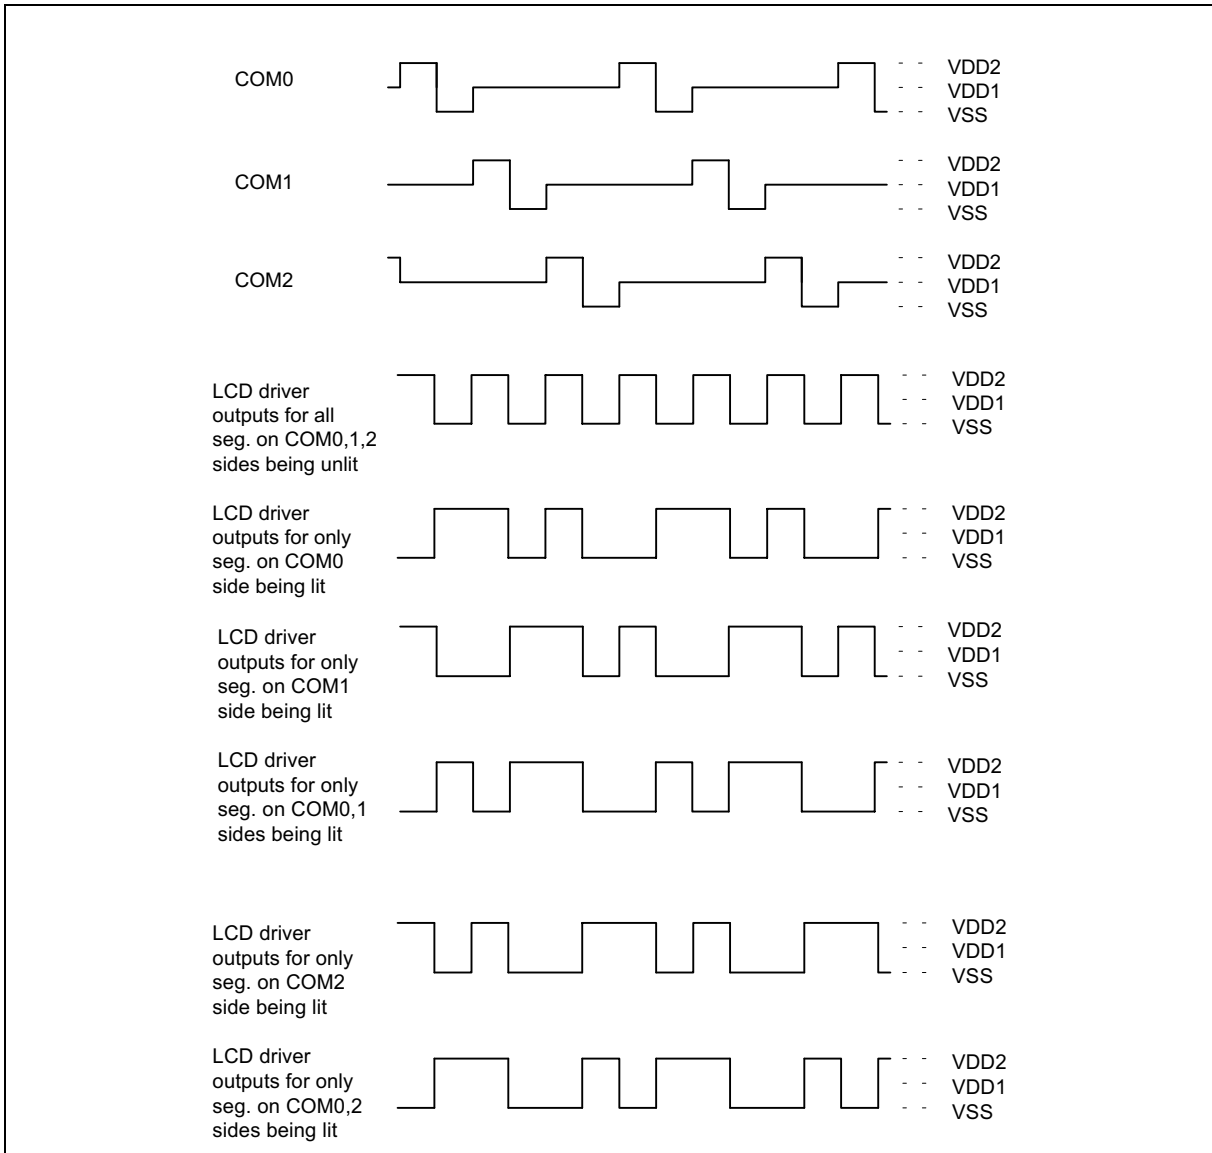 COM0
VDD2
VDD1
VSS
COM1
VDD2
VDD1
VSS
COM2
VDD2
VDD1
VSS
LCD driver
outputs for all
seg. on COM0,1,2
sides being unlit
VDD2
VDD1
VSS
LCD driver
outputs for only
seg. on COM0
side being lit
VDD2
VDD1
VSS
LCD driver
outputs for only
seg. on COM1
side being lit
VDD2
VDD1
VSS
LCD driver
outputs for only
seg. on COM0,1
sides being lit
VDD2
VDD1
VSS
LCD driver
outputs for only
seg. on COM2
side being lit
VDD2
VDD1
VSS
LCD driver
outputs for only
seg. on COM0,2
sides being lit
VDD2
VDD1
VSS